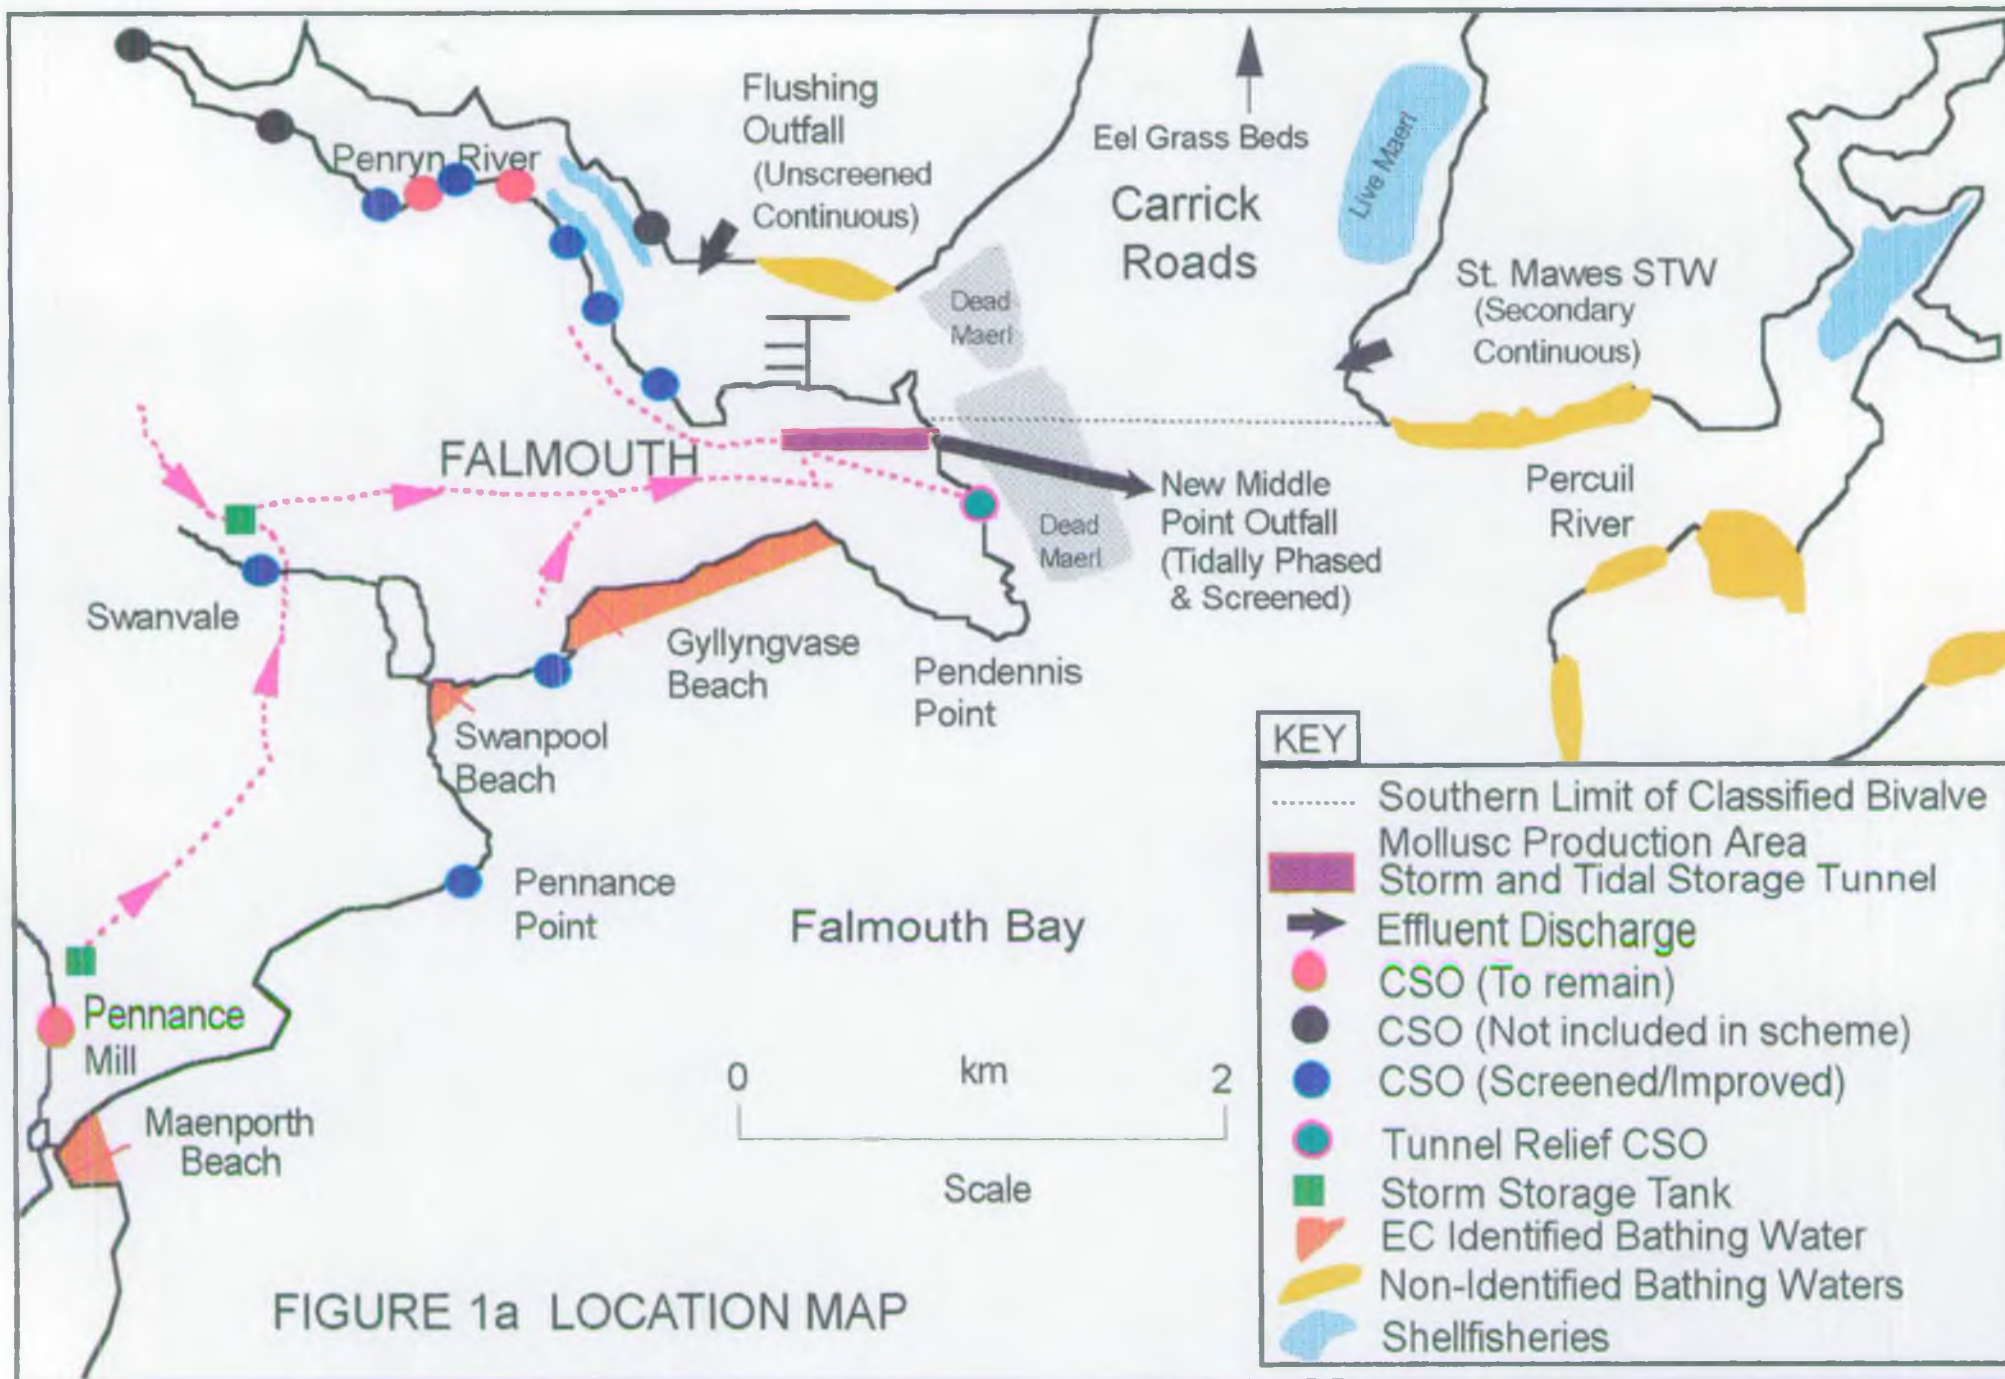 Flushing
Outfall
(Unscreened
Continuous)
Eel Grass Beds
Carrick
Roads
Live Maerl
Penryn River
Dead
Maerl
St. Mawes STW
(Secondary
Continuous)
FALMOUTH
New Middle
Point Outfall
(Tidally Phased
& Screened)
Dead
Maerl
Percuil
River
Swanvale
Gyllyngvase
Beach
Pendennis
Point
Swanpool
Beach
Pennance
Point
Falmouth Bay
Pennance
Mill
Maenporth
Beach
0 km 2
Scale
KEY
Southern Limit of Classified Bivalve
Mollusc Production Area
Storm and Tidal Storage Tunnel
Effluent Discharge
CSO (To remain)
CSO (Not included in scheme)
CSO (Screened/Improved)
Tunnel Relief CSO
Storm Storage Tank
EC Identified Bathing Water
Non-Identified Bathing Waters
Shellfisheries
FIGURE 1a LOCATION MAP